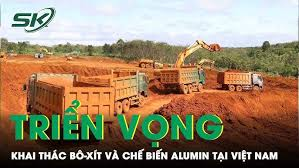 SK
TRIỂN VỌNG
KHAI THÁC BÔ-XÍT VÀ CHẾ BIẾN ALUMIN TẠI VIỆT NAM